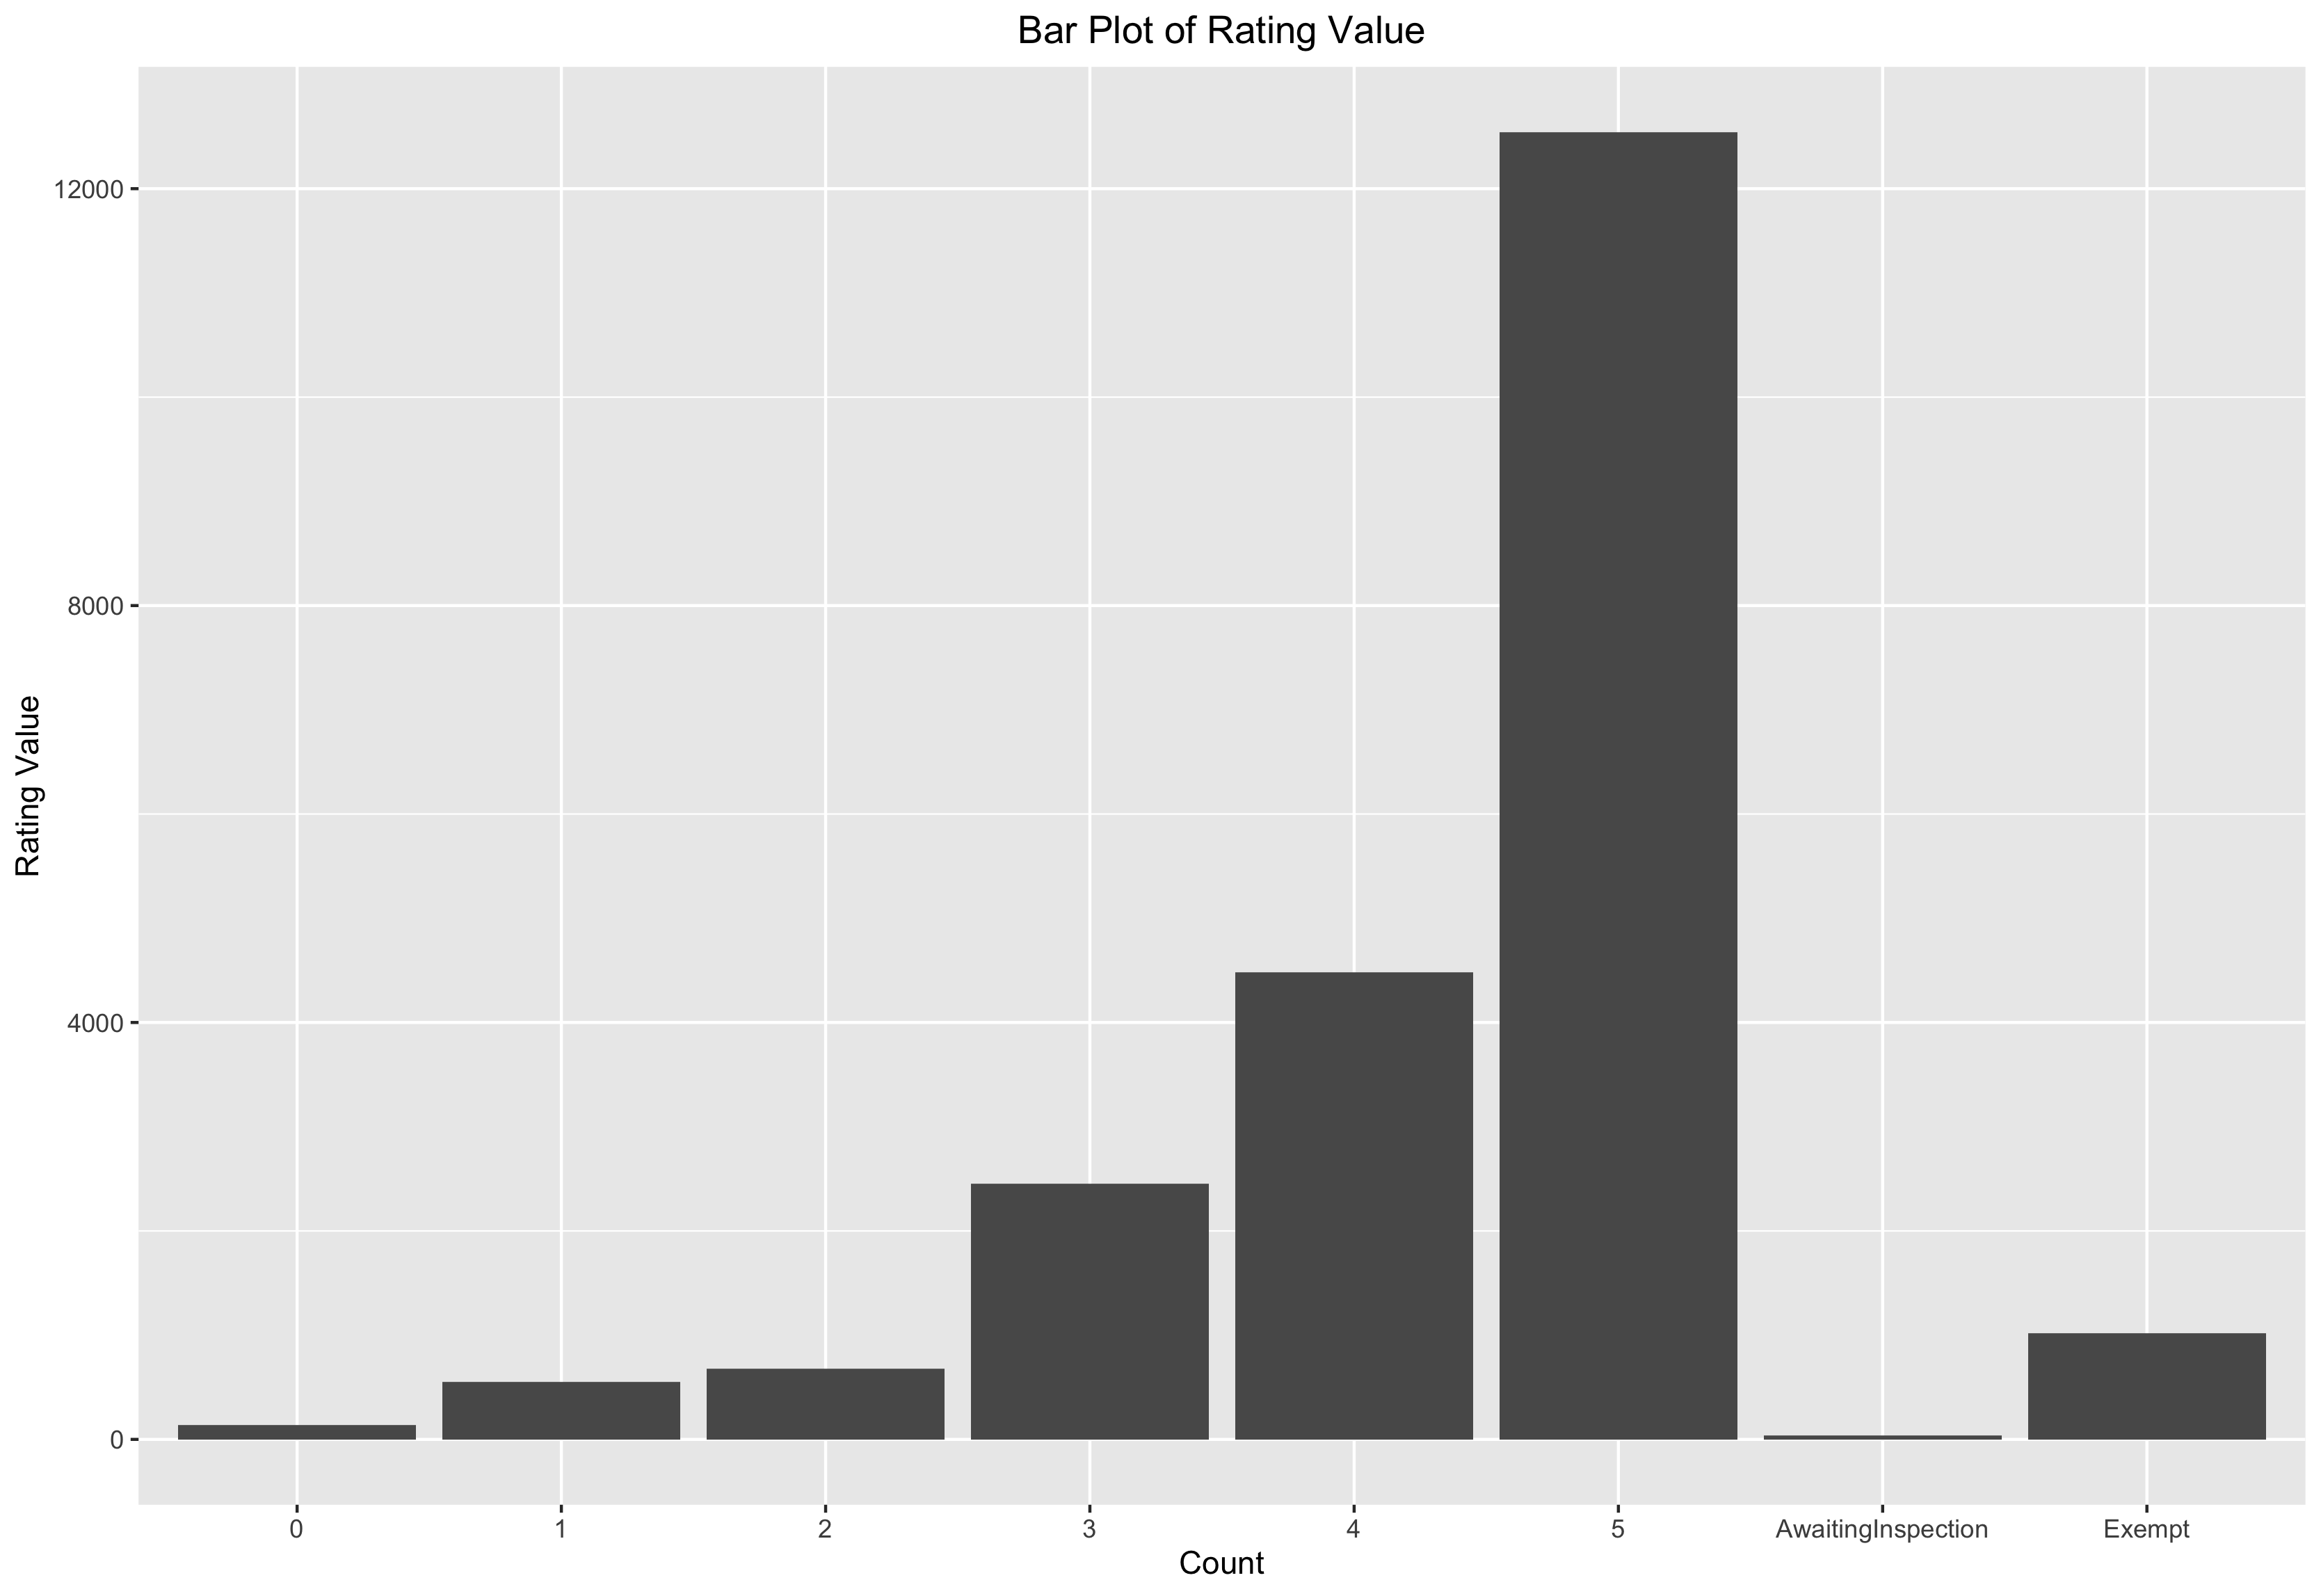 Bar Plot of Rating Value
12000
8000
4000
0
Rating Value
0 1 2 3 4 5 AwaitingInspection Exempt
Count